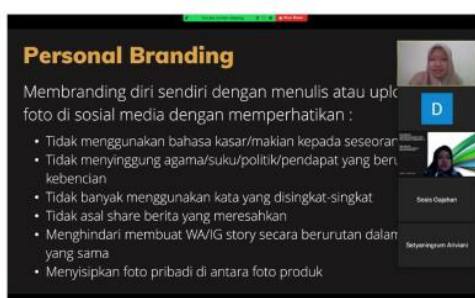 Personal Branding
Membranding diri sendiri dengan menulis atau uplo
foto di sosial media dengan memperhatikan :
• Tidak menggunakan bahasa kasar/makian kepada seseoran
• Tidak menyinggung agama/suku/politik/pendapat yang beru
kebencian
• Tidak banyak menggunakan kata yang disingkat-singkat
• Tidak asal share berita yang meresahkan
• Menghindari membuat WA/IG story secara berurutan dalam
yang sama
• Menyisipkan foto pribadi di antara foto produk
D
Sosis Gajahan
Setyaningrum Ariviani